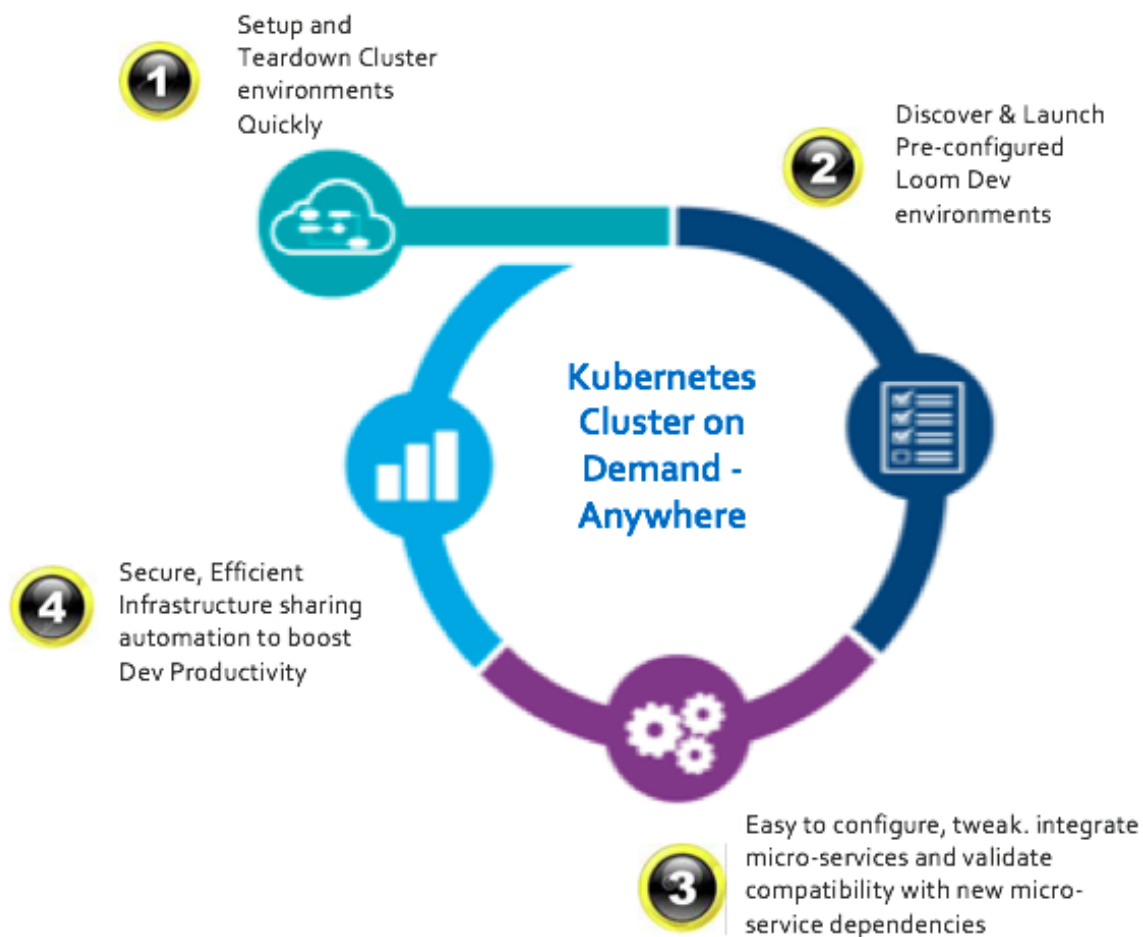 1
Setup and
Teardown Cluster
environments
Quickly
2
Discover & Launch
Pre-configured
Loom Dev
environments
Kubernetes
Cluster on
Demand -
Anywhere
4
Secure, Efficient
Infrastructure sharing
automation to boost
Dev Productivity
3
Easy to configure, tweak. integrate
micro-services and validate
compatibility with new micro-
service dependencies